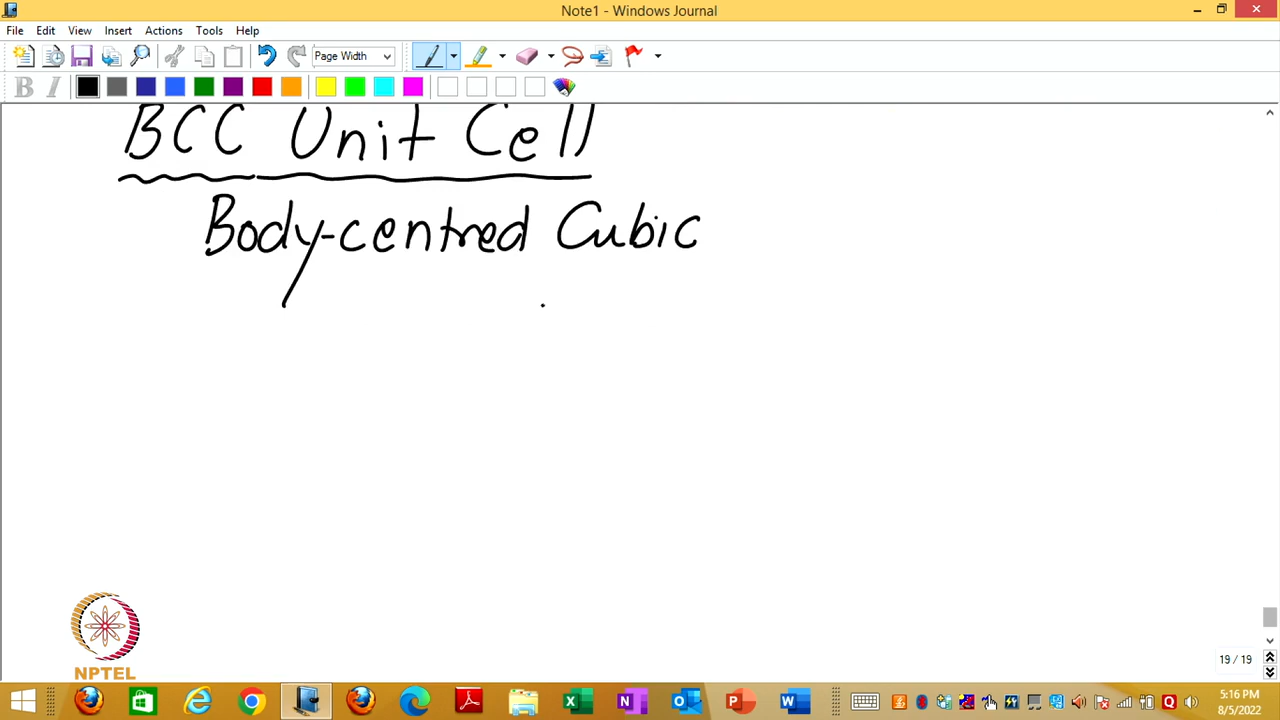 Note1 - Windows Journal
File Edit View Insert Actions Tools Help
Page Width
B I
BCC Unit Cell
Body-centred Cubic
NPTEL
19 / 19
5:16 PM
8/5/2022